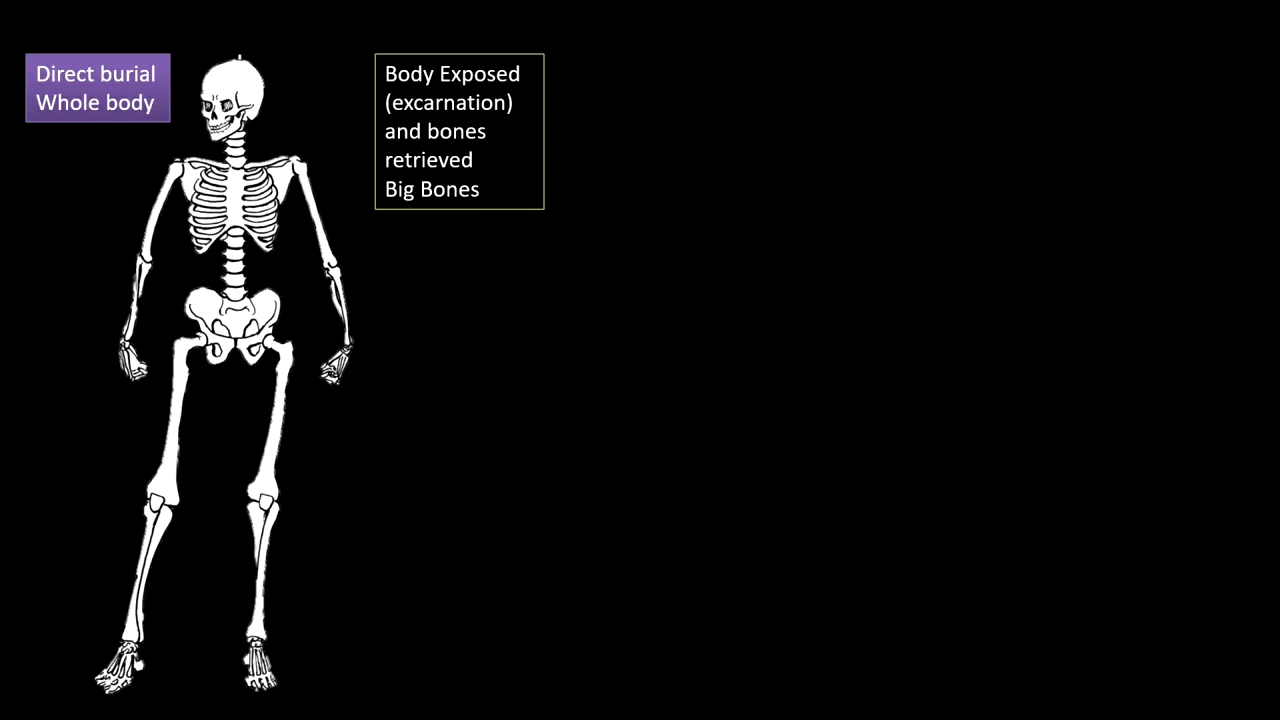 Direct burial
Whole body
Body Exposed
(excarnation)
and bones
retrieved
Big Bones